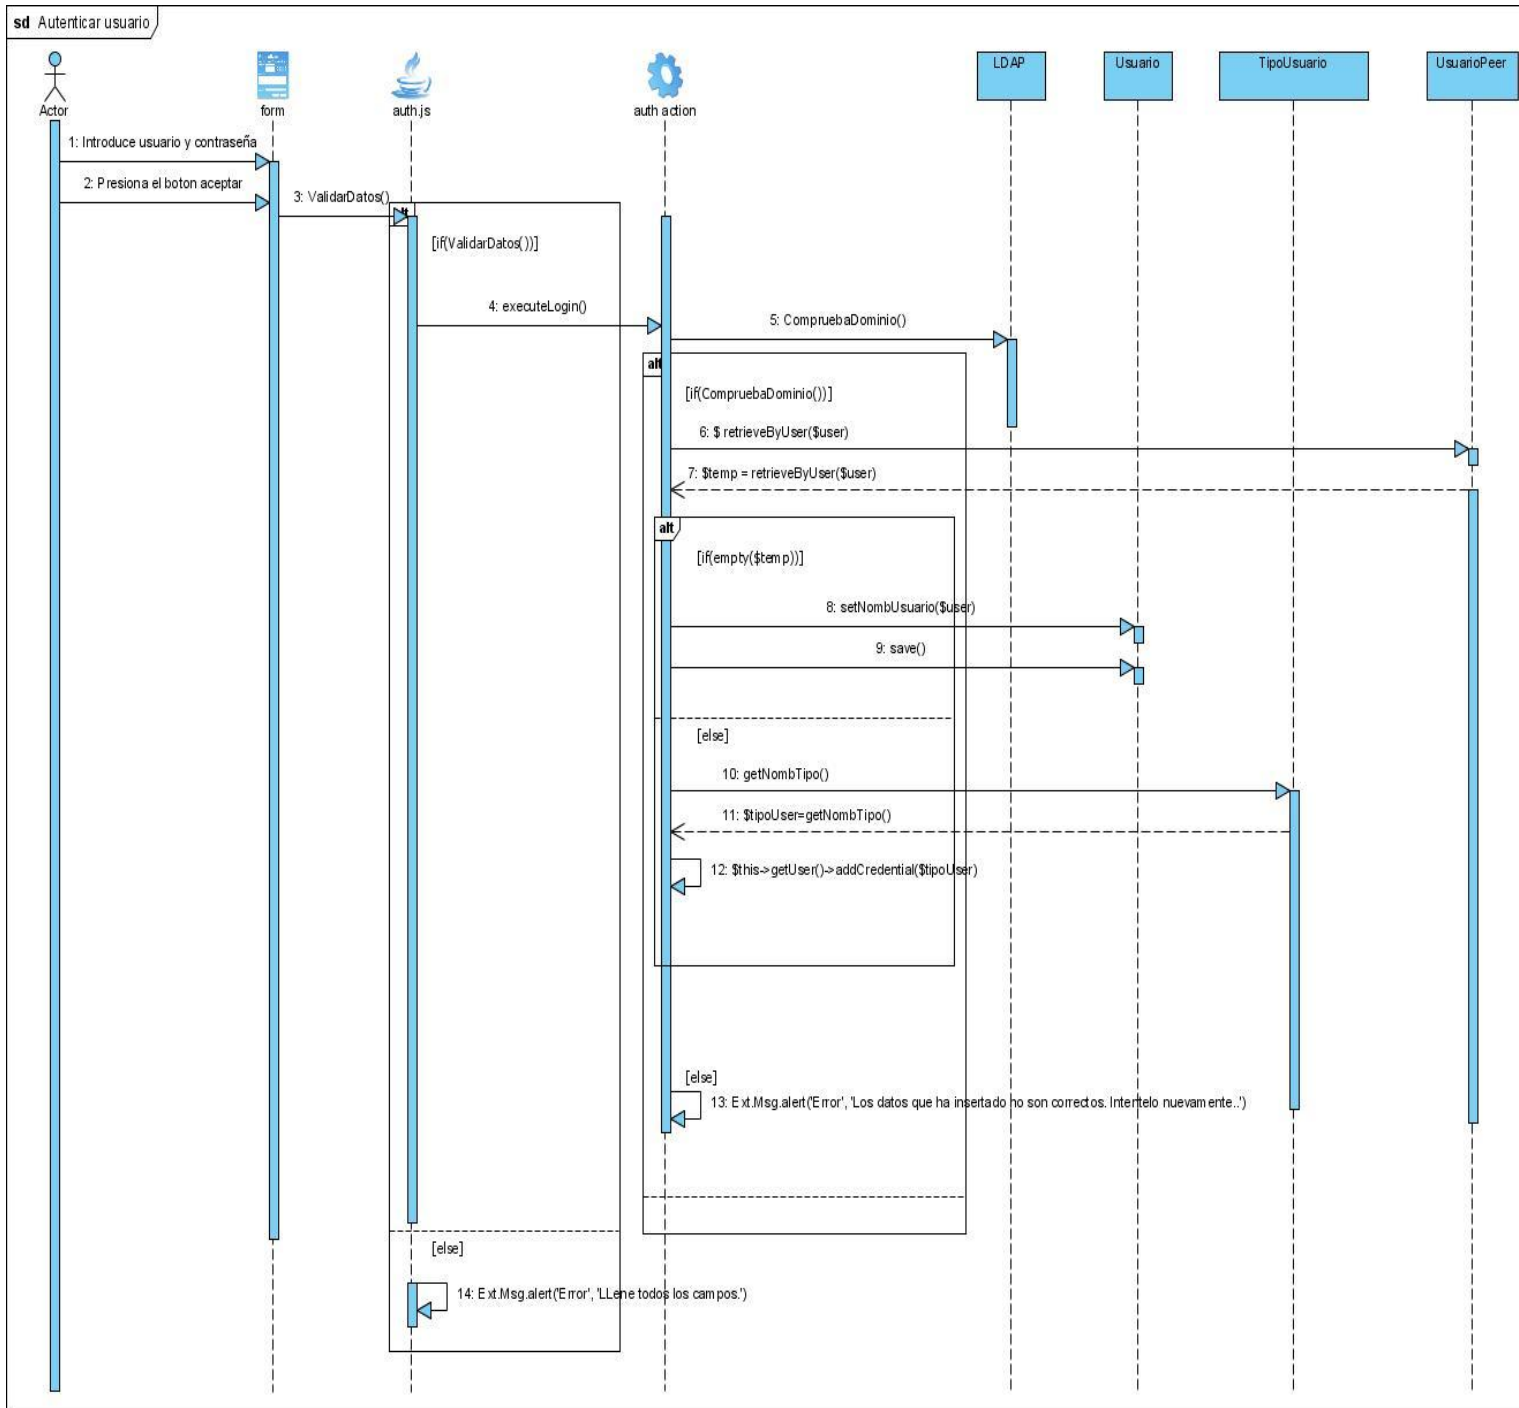 sd Autenticar usuario
LDAP
Usuario
TipoUsuario
UsuarioPeer
Actor
form
auth.js
auth action
1: Introduce usuario y contraseña
2: Presiona el boton aceptar
3: ValidarDatos()
[if(ValidarDatos())]
4: executeLogin()
5: CompruebaDominio()
alt
[if(CompruebaDominio())]
6: $ retrieveByUser($user)
7: $temp = retrieveByUser($user)
alt
[if(empty($temp))]
8: setNombUsuario($user)
9: save()
[else]
10: getNombTipo()
11: $tipoUser=getNombTipo()
12: $this->getUser()->addCredential($tipoUser)
[else]
13: Ext.Msg.alert('Error', 'Los datos que ha insertado no son correctos. Intentelo nuevamente..')
[else]
14: Ext.Msg.alert('Error', 'LLene todos los campos.')